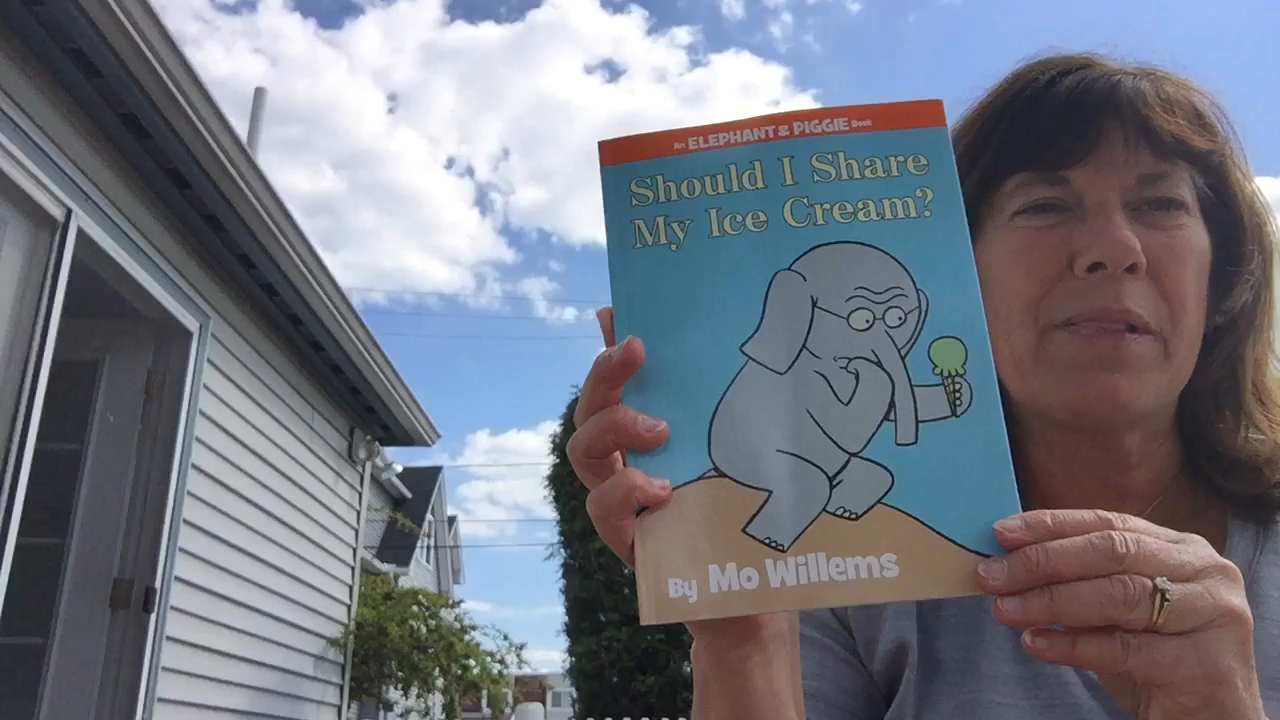 An ELEPHANT & PIGGIE Book
Should I Share
My Ice Cream?
By Mo Willems